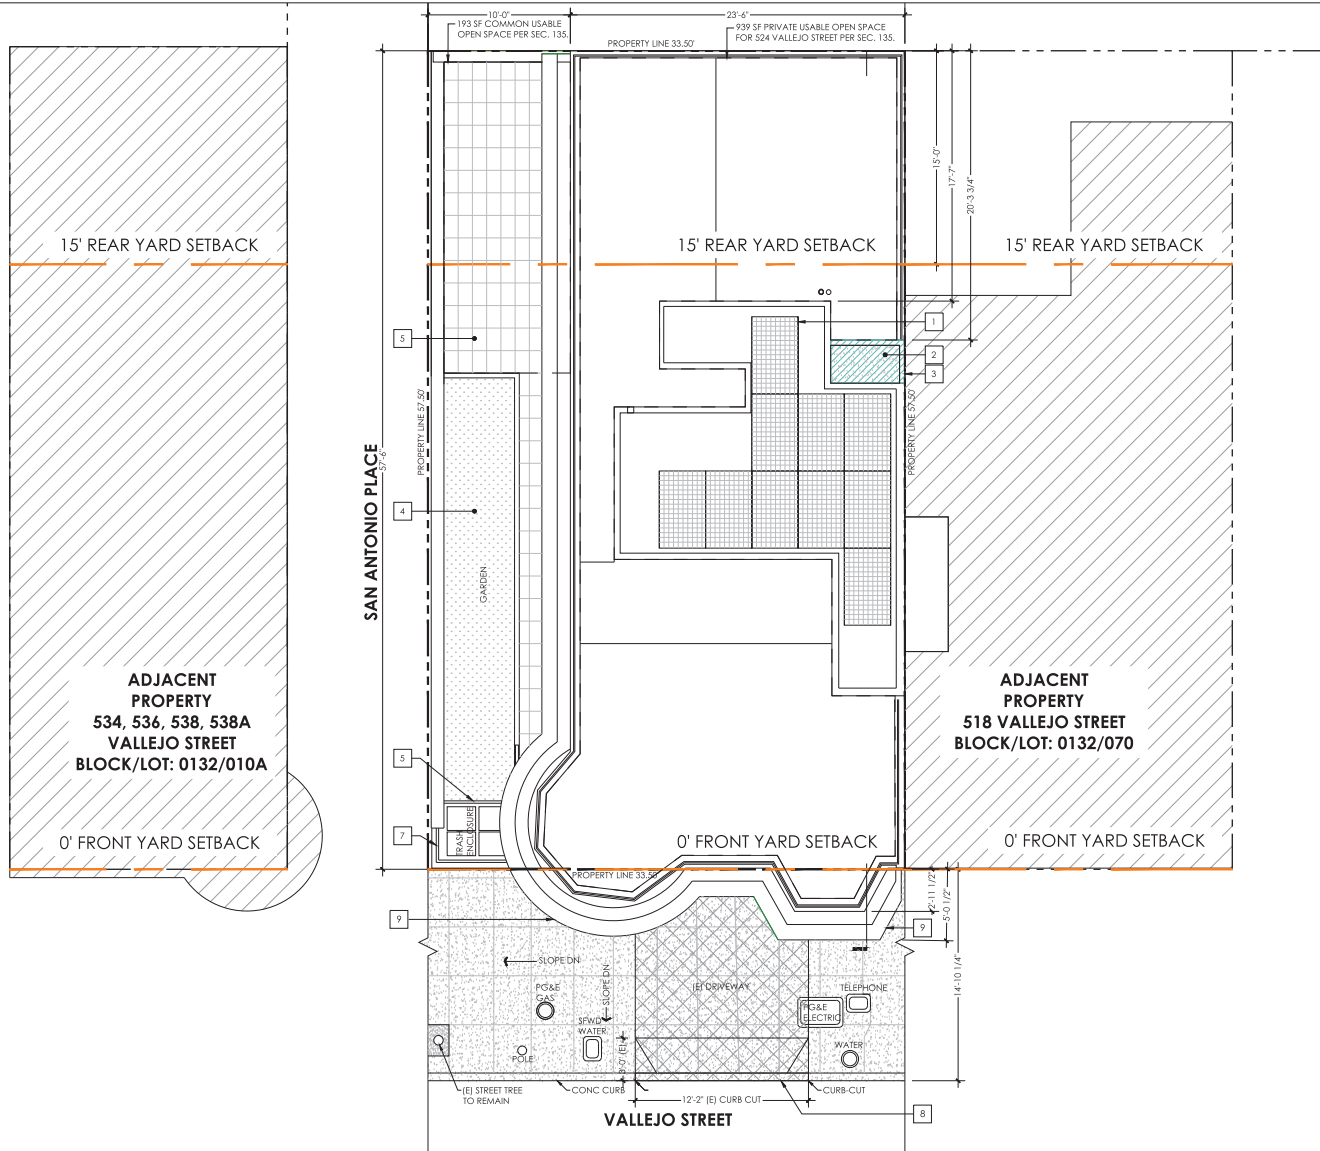 10'-0"
23'-6"
193 SF COMMON USABLE
OPEN SPACE PER SEC. 135.
939 SF PRIVATE USABLE OPEN SPACE
FOR 524 VALLEJO STREET PER SEC. 135.
PROPERTY LINE 33.50'
15'-0"
17'-7"
20'-3 3/4"
15' REAR YARD SETBACK
15' REAR YARD SETBACK
15' REAR YARD SETBACK
1
2
3
5
PROPERTY LINE 57.50'
PROPERTY LINE 57.50'
SAN ANTONIO PLACE
57'-6"
4
GARDEN
ADJACENT
PROPERTY
534, 536, 538, 538A
VALLEJO STREET
BLOCK/LOT: 0132/010A
ADJACENT
PROPERTY
518 VALLEJO STREET
BLOCK/LOT: 0132/070
5
7
TRASH
ENCLOSURE
0' FRONT YARD SETBACK
0' FRONT YARD SETBACK
0' FRONT YARD SETBACK
PROPERTY LINE 33.50'
2'-11 1/2"
5'-0 1/2"
14'-10 1/4"
9
9
SLOPE DN
SLOPE DN
(E) DRIVEWAY
PG&E
GAS
TELEPHONE
PG&E
ELECTRIC
SFWD
WATER
POLE
WATER
3'-0" (E)
(E) STREET TREE
TO REMAIN
CONC CURB
CURB-CUT
12'-2" (E) CURB CUT
8
VALLEJO STREET